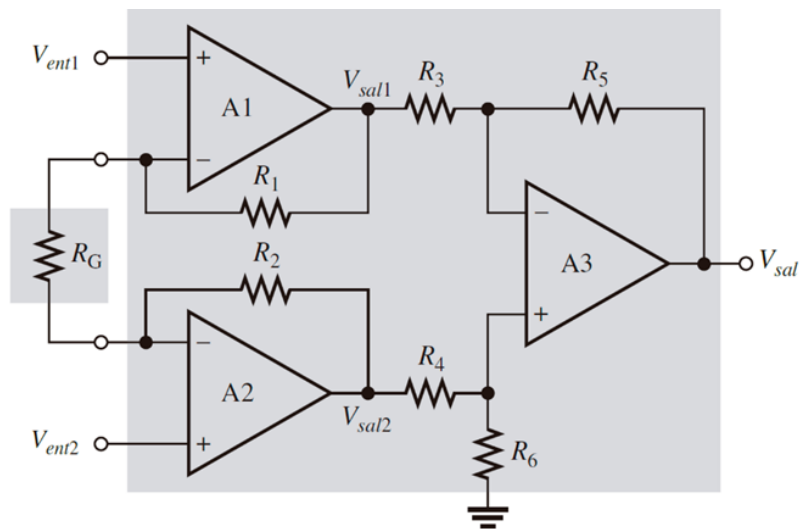 V_ent1
+
A1
−
V_sal1
R_3
R_5
R_1
R_G
R_2
−
A3
+
V_sal
−
A2
+
V_sal2
R_4
V_ent2
R_6